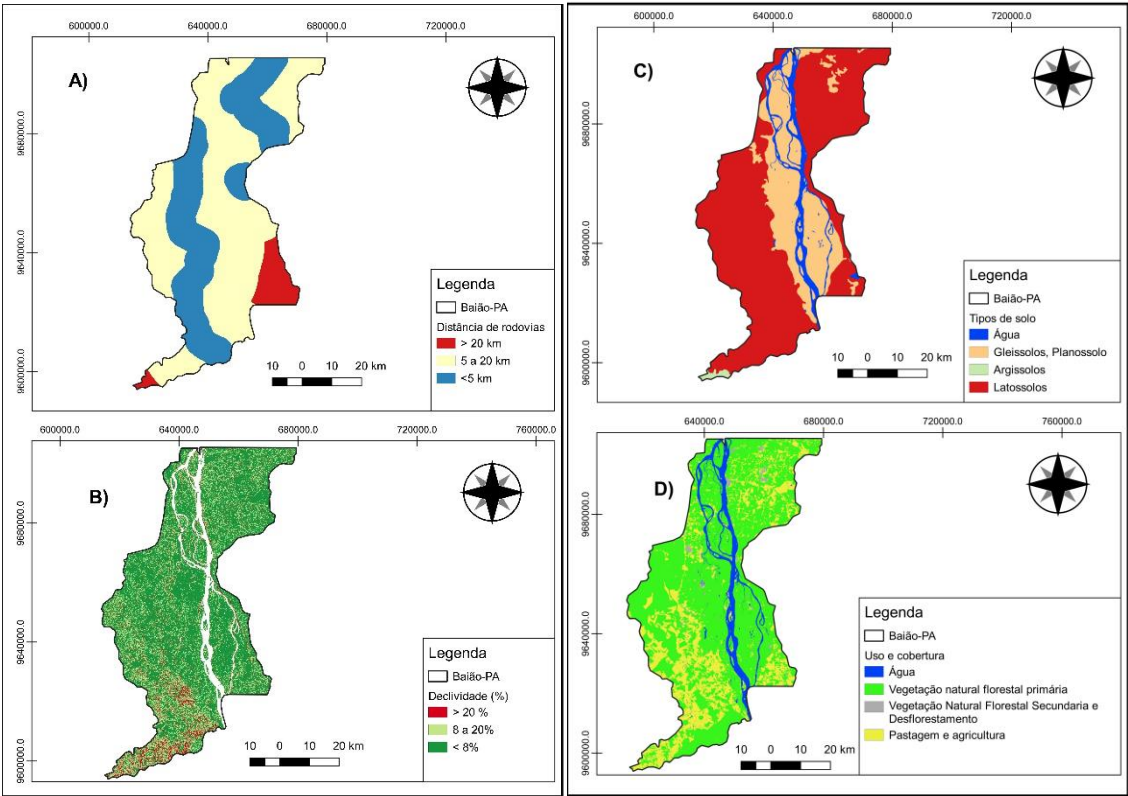 600000.0 640000.0 680000.0 720000.0
A)
9680000.0
9640000.0
9600000.0
Legenda
Baião-PA
Distância de rodovias
> 20 km
5 a 20 km
<5 km
10 0 10 20 km
600000.0 640000.0 680000.0 720000.0
C)
9680000.0
9640000.0
9600000.0
Legenda
Baião-PA
Tipos de solo
Água
Gleissolos, Planossolo
Argissolos
Latossolos
10 0 10 20 km
600000.0 640000.0 680000.0 720000.0 760000.0
B)
9680000.0
9640000.0
9600000.0
Legenda
Baião-PA
Declividade (%)
> 20 %
8 a 20%
< 8%
10 0 10 20 km
640000.0 680000.0 720000.0 760000.0
D)
9680000.0
9640000.0
9600000.0
Legenda
Baião-PA
Uso e cobertura
Água
Vegetação natural florestal primária
Vegetação Natural Florestal Secundaria e
Desflorestamento
Pastagem e agricultura
10 0 10 20 km